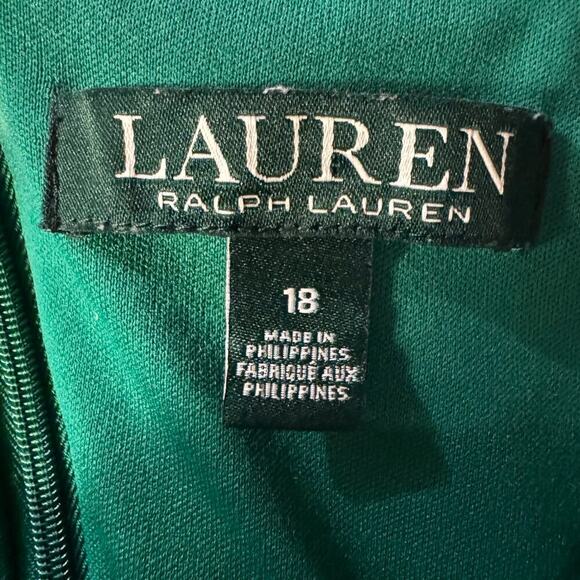 LAUREN
RALPH LAUREN
18
MADE IN
PHILIPPINES
FABRIQUÉ AUX
PHILIPPINES